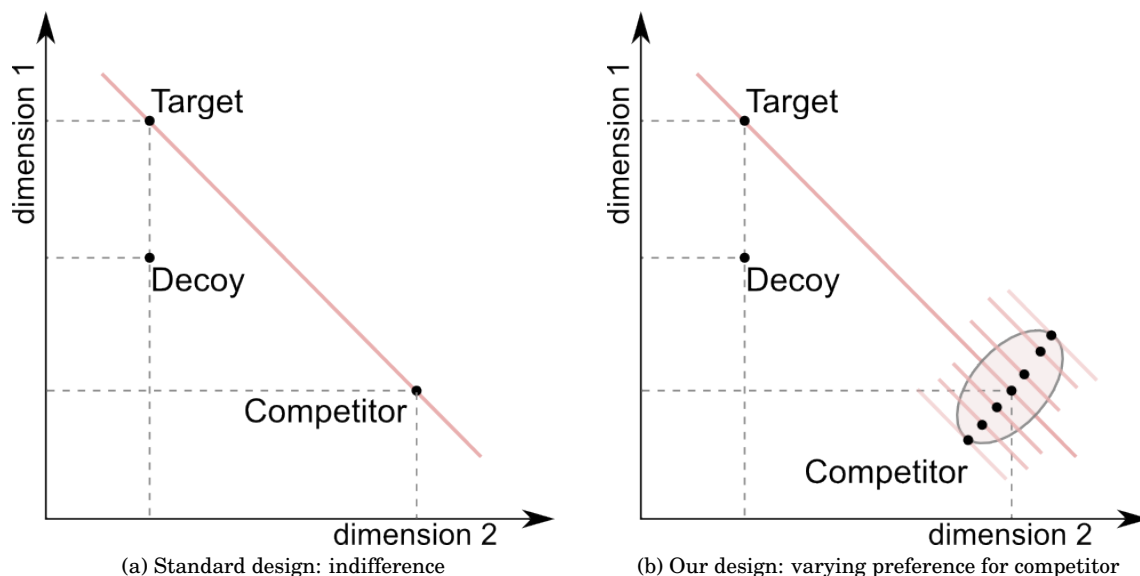 dimension 1
Target
Decoy
Competitor
dimension 2
(a) Standard design: indifference
dimension 1
Target
Decoy
Competitor
dimension 2
(b) Our design: varying preference for competitor